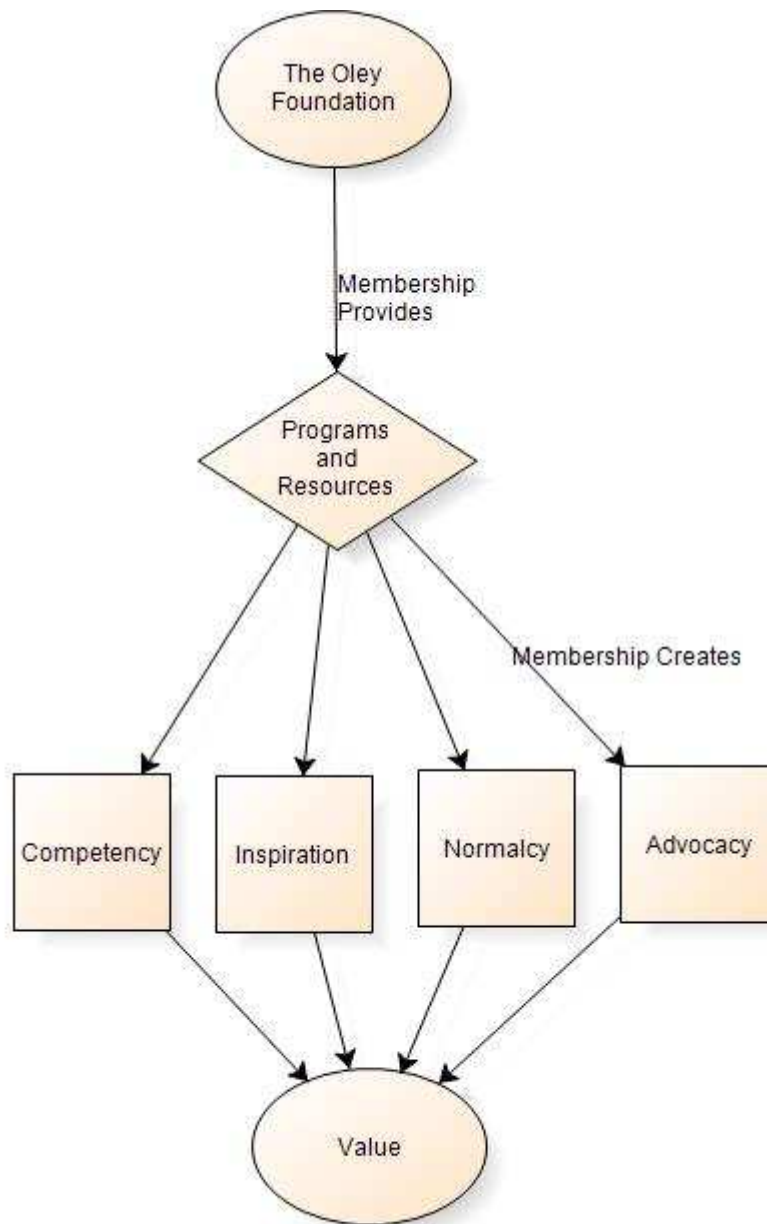 The Oley
Foundation
Membership
Provides
Programs
and
Resources
Membership Creates
Competency
Inspiration
Normalcy
Advocacy
Value